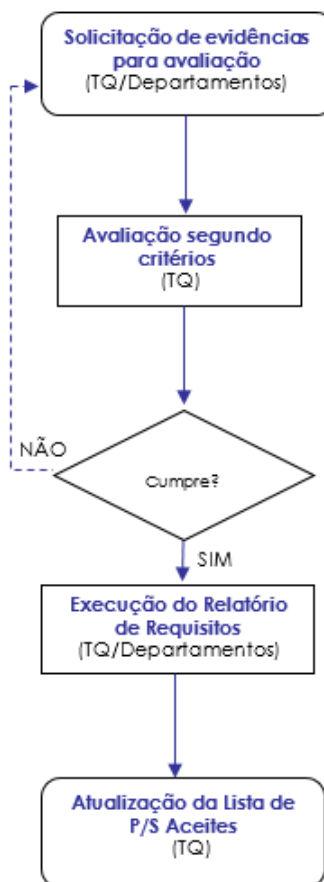 Solicitação de evidências
para avaliação
(TQ/Departamentos)
Avaliação segundo
critérios
(TQ)
NÃO
Cumpre?
SIM
Execução do Relatório
de Requisitos
(TQ/Departamentos)
Atualização da Lista de
P/S Aceites
(TQ)